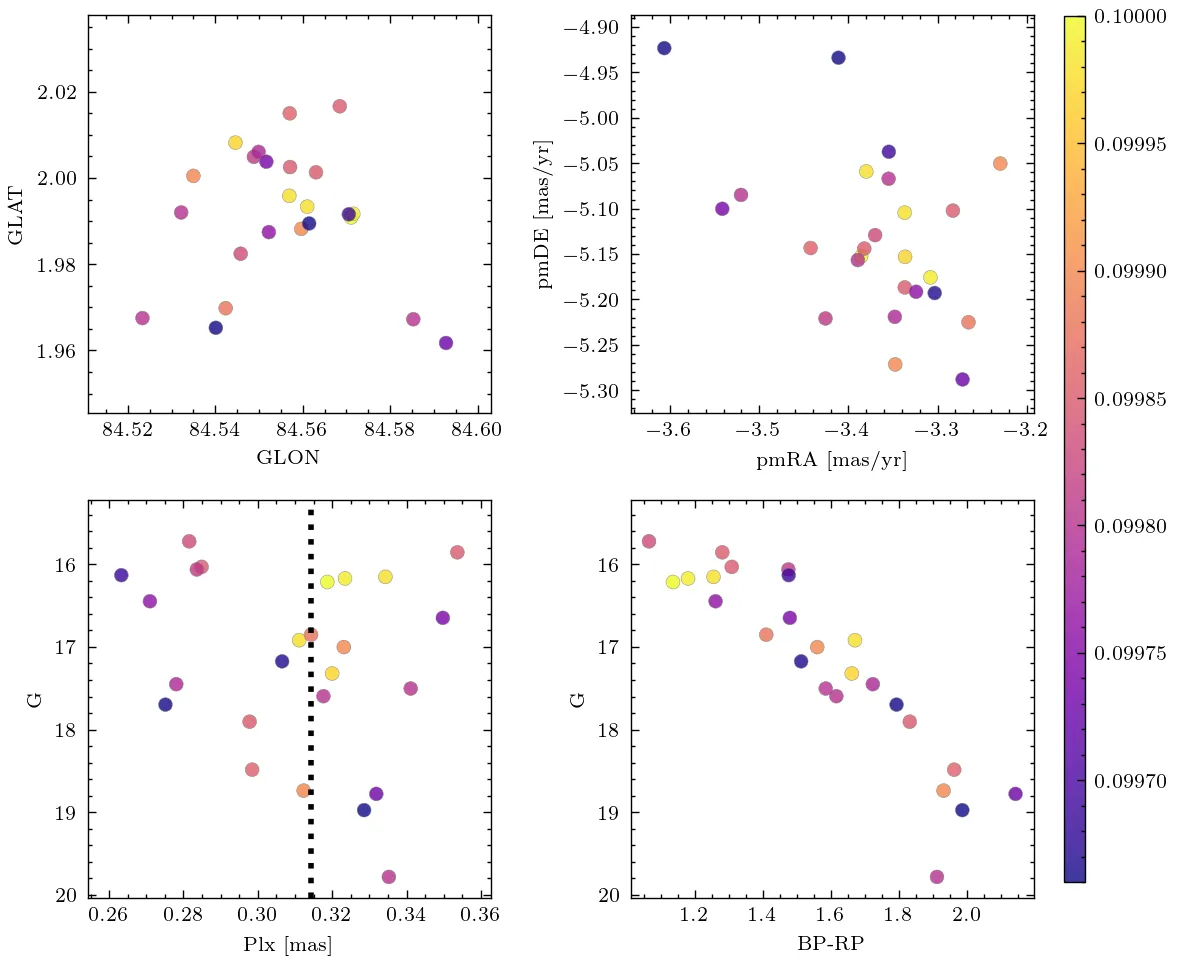 2.02
2.00
1.98
1.96
GLAT
84.52 84.54 84.56 84.58 84.60
GLON
−4.90
−4.95
−5.00
−5.05
−5.10
−5.15
−5.20
−5.25
−5.30
pmDE [mas/yr]
−3.6 −3.5 −3.4 −3.3 −3.2
pmRA [mas/yr]
16
17
18
19
20
G
0.26 0.28 0.30 0.32 0.34 0.36
Plx [mas]
16
17
18
19
20
G
1.2 1.4 1.6 1.8 2.0
BP-RP
0.10000
0.09995
0.09990
0.09985
0.09980
0.09975
0.09970